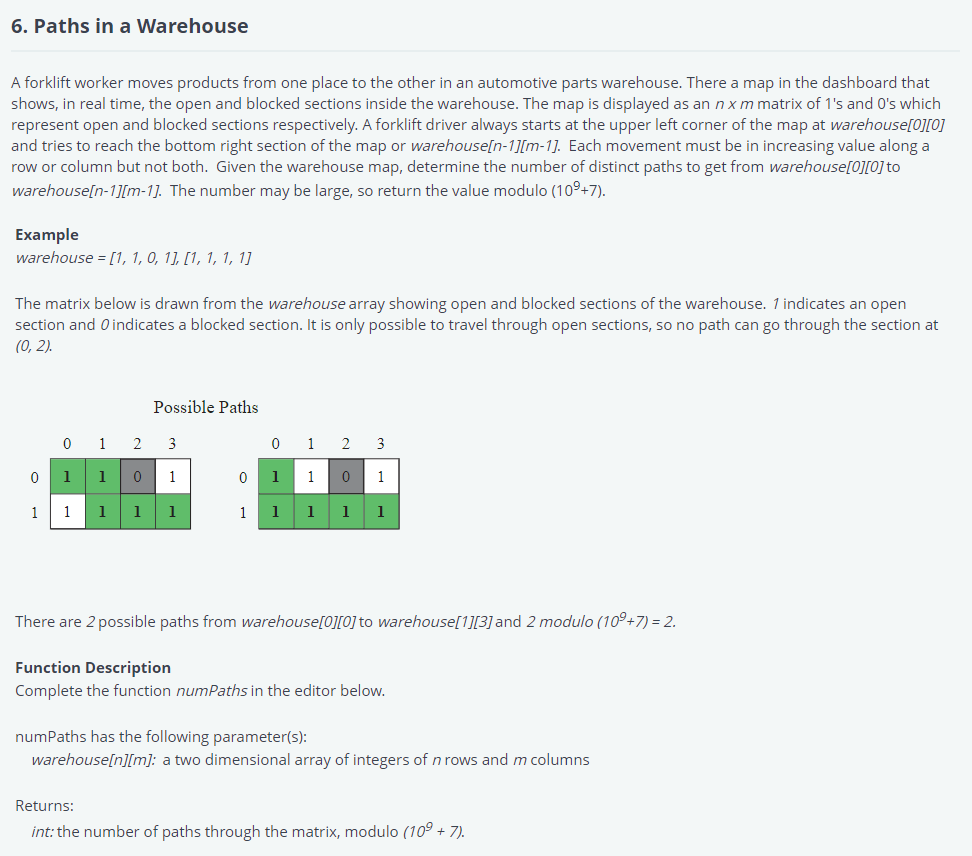 6. Paths in a Warehouse
A forklift worker moves products from one place to the other in an automotive parts warehouse. There a map in the dashboard that
shows, in real time, the open and blocked sections inside the warehouse. The map is displayed as an n x m matrix of 1's and 0's which
represent open and blocked sections respectively. A forklift driver always starts at the upper left corner of the map at warehouse[0][0]
and tries to reach the bottom right section of the map or warehouse[n-1][m-1]. Each movement must be in increasing value along a
row or column but not both. Given the warehouse map, determine the number of distinct paths to get from warehouse[0][0] to
warehouse[n-1][m-1]. The number may be large, so return the value modulo (10⁹+7).
Example
warehouse = [1, 1, 0, 1], [1, 1, 1, 1]
The matrix below is drawn from the warehouse array showing open and blocked sections of the warehouse. 1 indicates an open
section and 0 indicates a blocked section. It is only possible to travel through open sections, so no path can go through the section at
(0, 2).
Possible Paths
0 1 2 3 0 1 2 3
0 1 1 0 1 0 1 1 0 1
1 1 1 1 1 1 1 1 1 1
There are 2 possible paths from warehouse[0][0] to warehouse[1][3] and 2 modulo (10⁹+7) = 2.
Function Description
Complete the function numPaths in the editor below.
numPaths has the following parameter(s):
warehouse[n][m]: a two dimensional array of integers of n rows and m columns
Returns:
int: the number of paths through the matrix, modulo (10⁹ + 7).